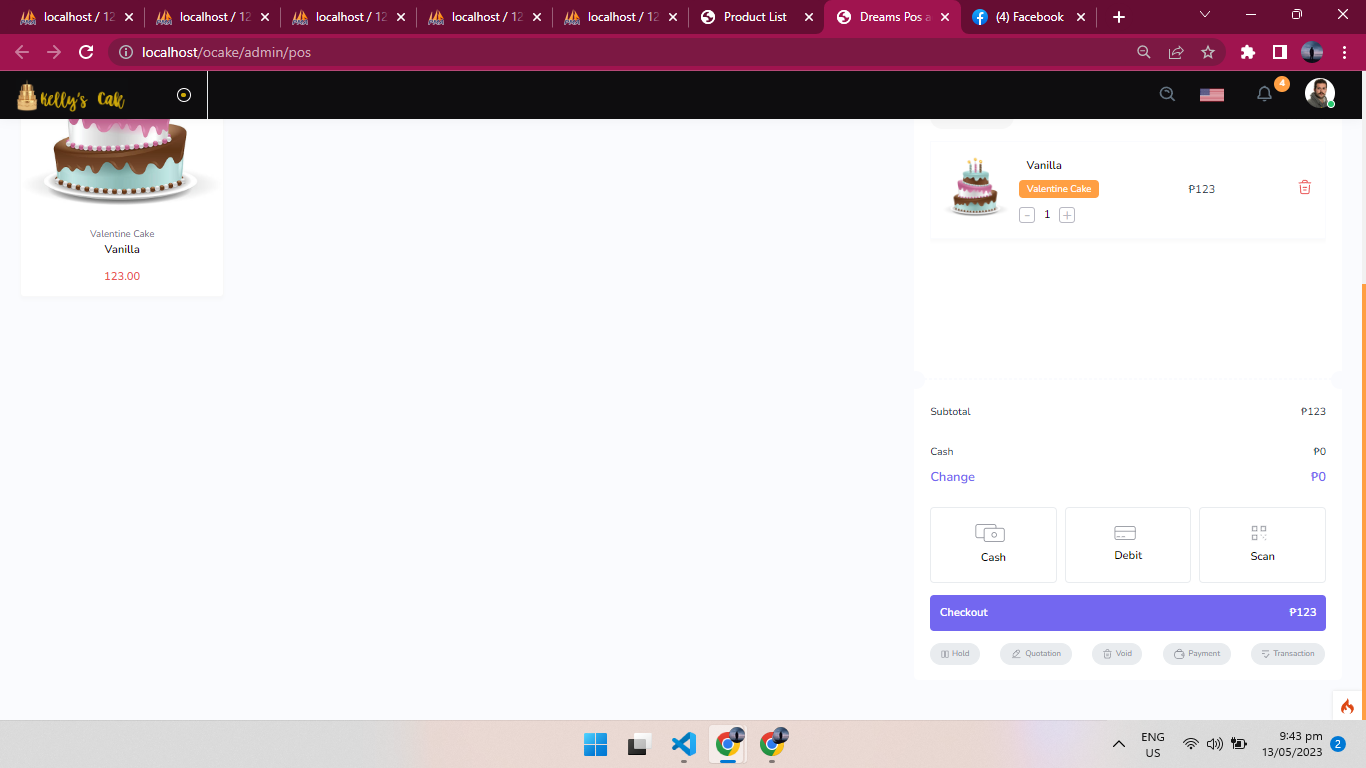 localhost / 12
localhost / 12
localhost / 12
localhost / 12
localhost / 12
Product List
Dreams Pos a
(4) Facebook
localhost/ocake/admin/pos
Kelly's Cak
4
Vanilla
Valentine Cake
₱123
- 1 +
Valentine Cake
Vanilla
123.00
Subtotal ₱123
Cash ₱0
Change ₱0
Cash
Debit
Scan
Checkout ₱123
Hold
Quotation
Void
Payment
Transaction
ENG
US
9:43 pm
13/05/2023
2